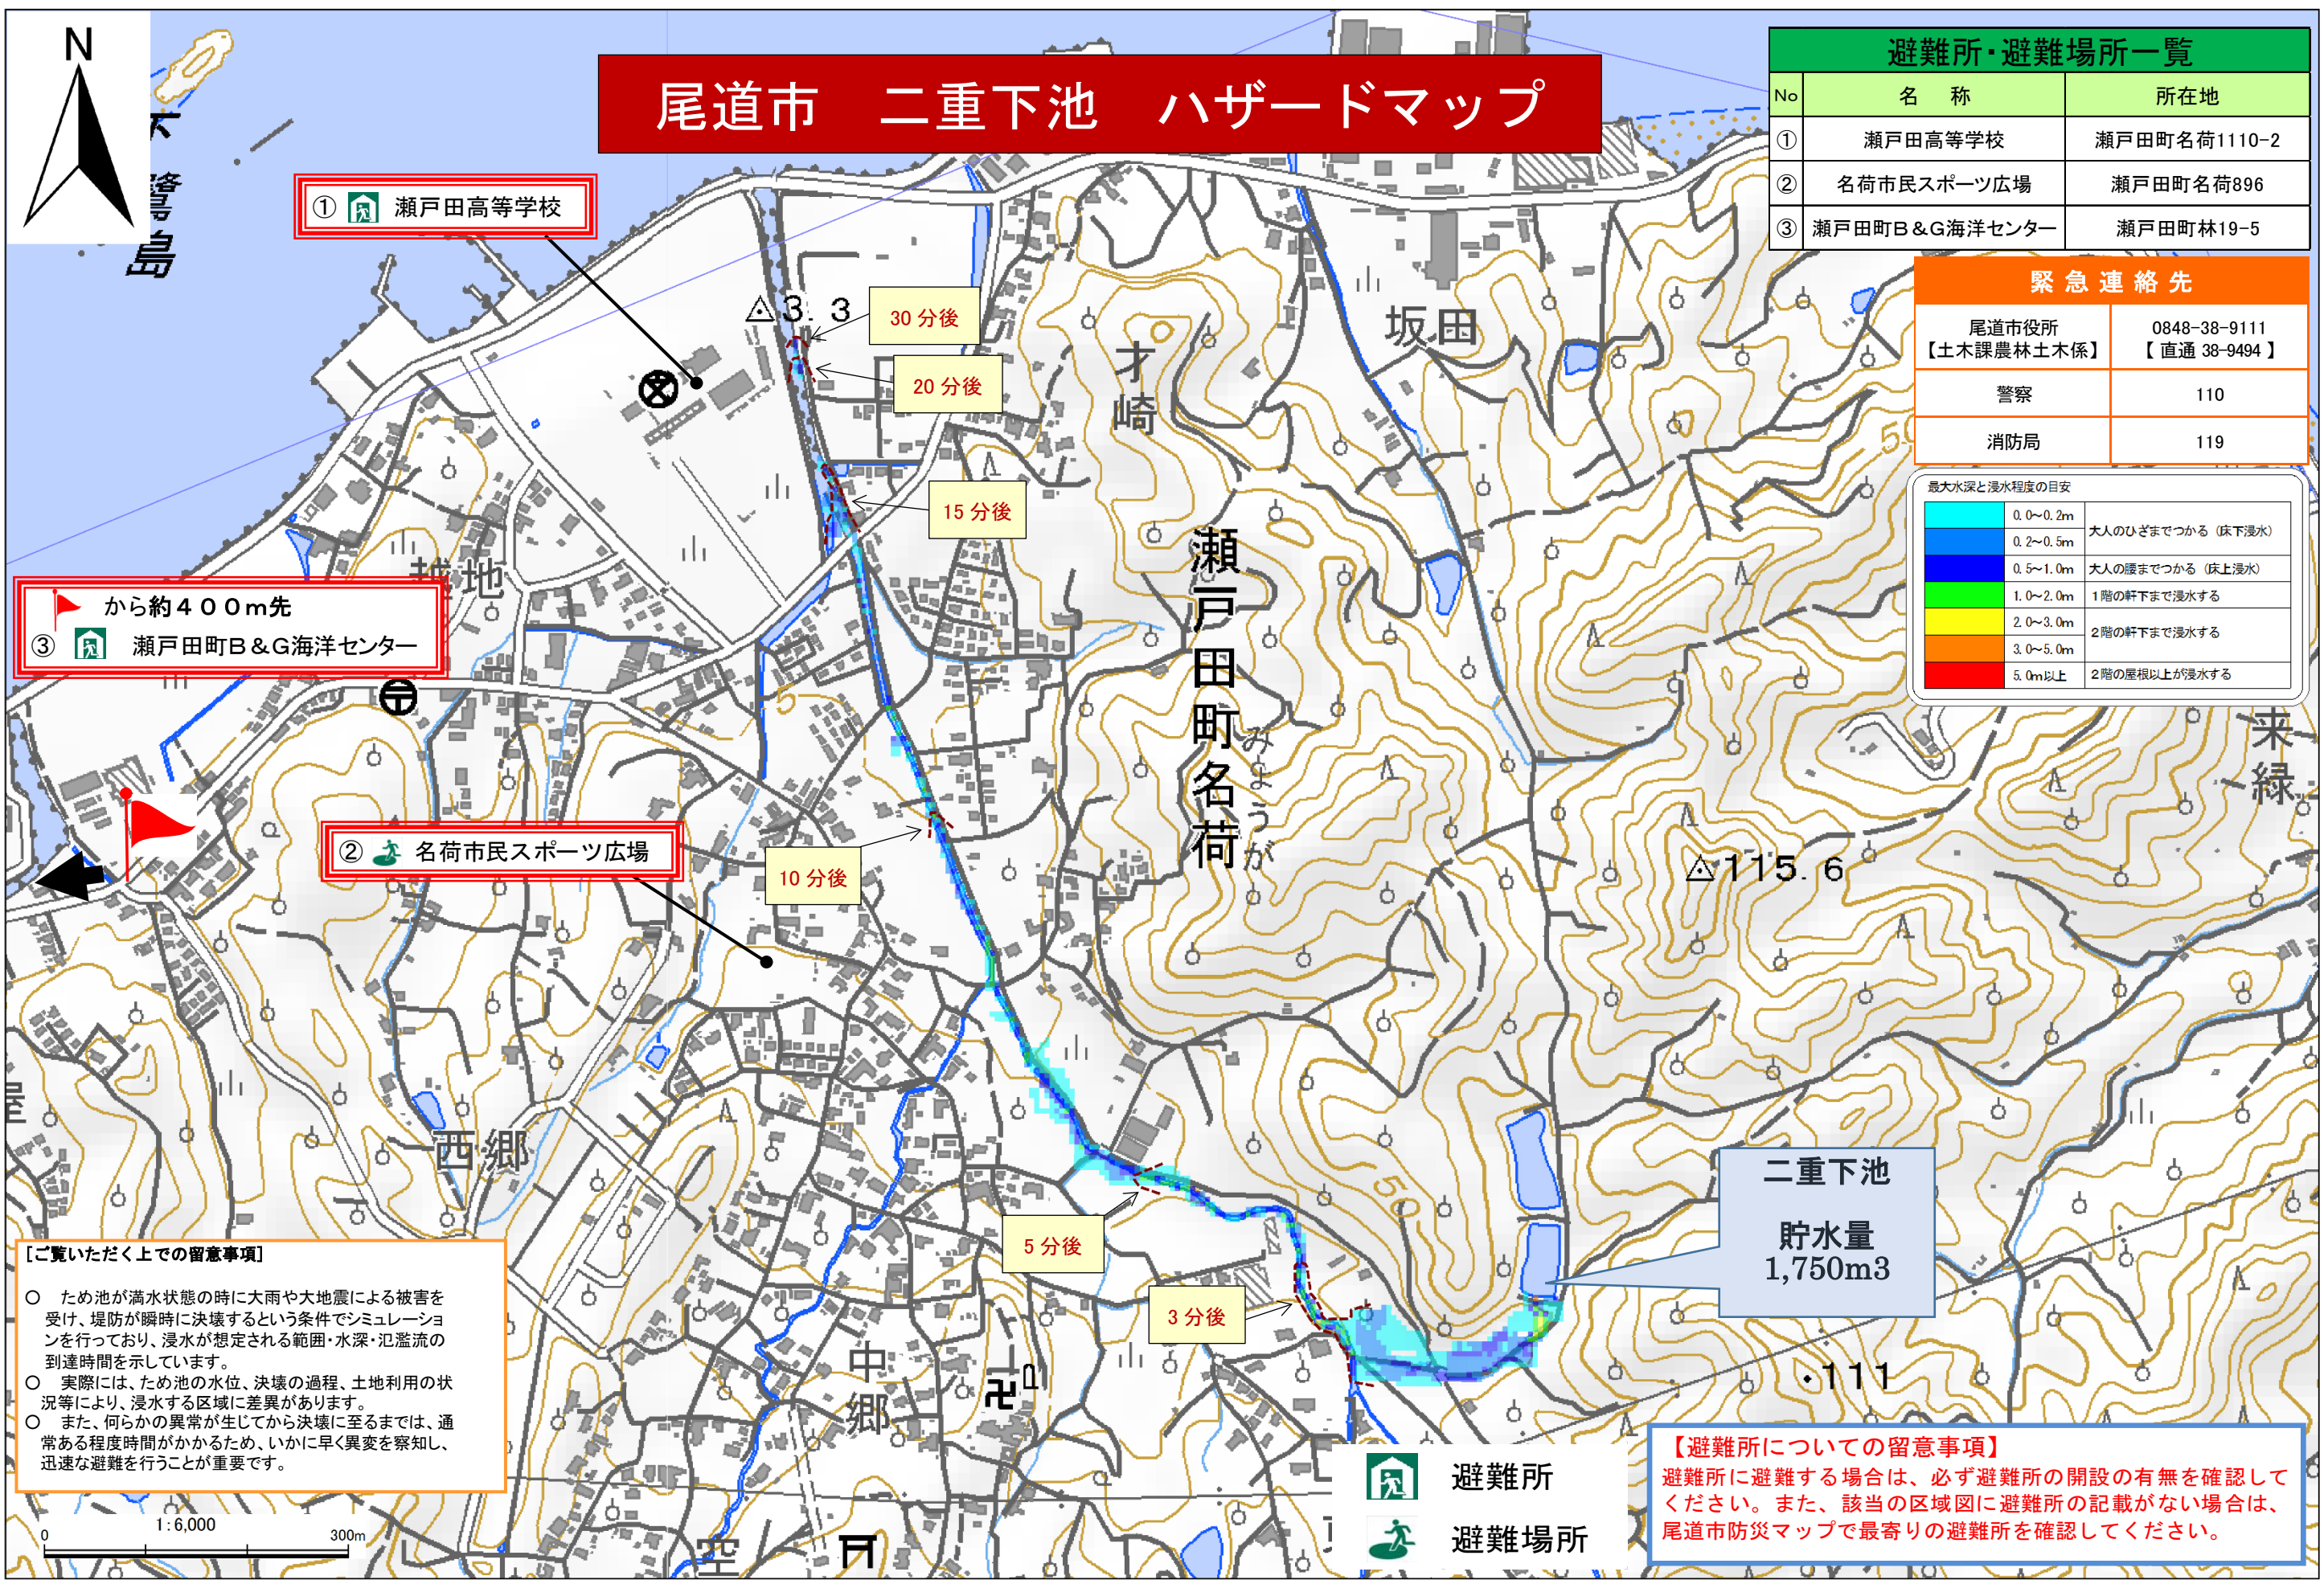 尾道市　二重下池　ハザードマップ
N
鷺
島
避難所・避難場所一覧
No 名　称 所在地
① 瀬戸田高等学校 瀬戸田町名荷1110-2
② 名荷市民スポーツ広場 瀬戸田町名荷896
③ 瀬戸田町B＆G海洋センター 瀬戸田町林19-5
緊急連絡先
尾道市役所 0848-38-9111
【土木課農林土木係】 【 直通 38-9494 】
警察 110
消防局 119
最大水深と浸水程度の目安
0.0～0.2m
大人のひざまでつかる（床下浸水）
0.2～0.5m
0.5～1.0m 大人の腰までつかる（床上浸水）
1.0～2.0m 1階の軒下まで浸水する
2.0～3.0m
2階の軒下まで浸水する
3.0～5.0m
5.0m以上 2階の屋根以上が浸水する
① 瀬戸田高等学校
3.3
30 分後
20 分後
15 分後
才崎
坂田
越地
から約４００ｍ先
③ 瀬戸田町B＆G海洋センター
瀬戸田町名荷
みょうが
5
来緑
115.6
② 名荷市民スポーツ広場
10 分後
西郷
50
5 分後
3 分後
二重下池
貯水量
1,750m3
111
中郷
空
卍
[ご覧いただく上での留意事項]
○　ため池が満水状態の時に大雨や大地震による被害を
受け、堤防が瞬時に決壊するという条件でシミュレーショ
ンを行っており、浸水が想定される範囲・水深・氾濫流の
到達時間を示しています。
○　実際には、ため池の水位、決壊の過程、土地利用の状
況等により、浸水する区域に差異があります。
○　また、何らかの異常が生じてから決壊に至るまでは、通
常ある程度時間がかかるため、いかに早く異変を察知し、
迅速な避難を行うことが重要です。
1:6,000
0 300m
避難所
避難場所
【避難所についての留意事項】
避難所に避難する場合は、必ず避難所の開設の有無を確認して
ください。また、該当の区域図に避難所の記載がない場合は、
尾道市防災マップで最寄りの避難所を確認してください。